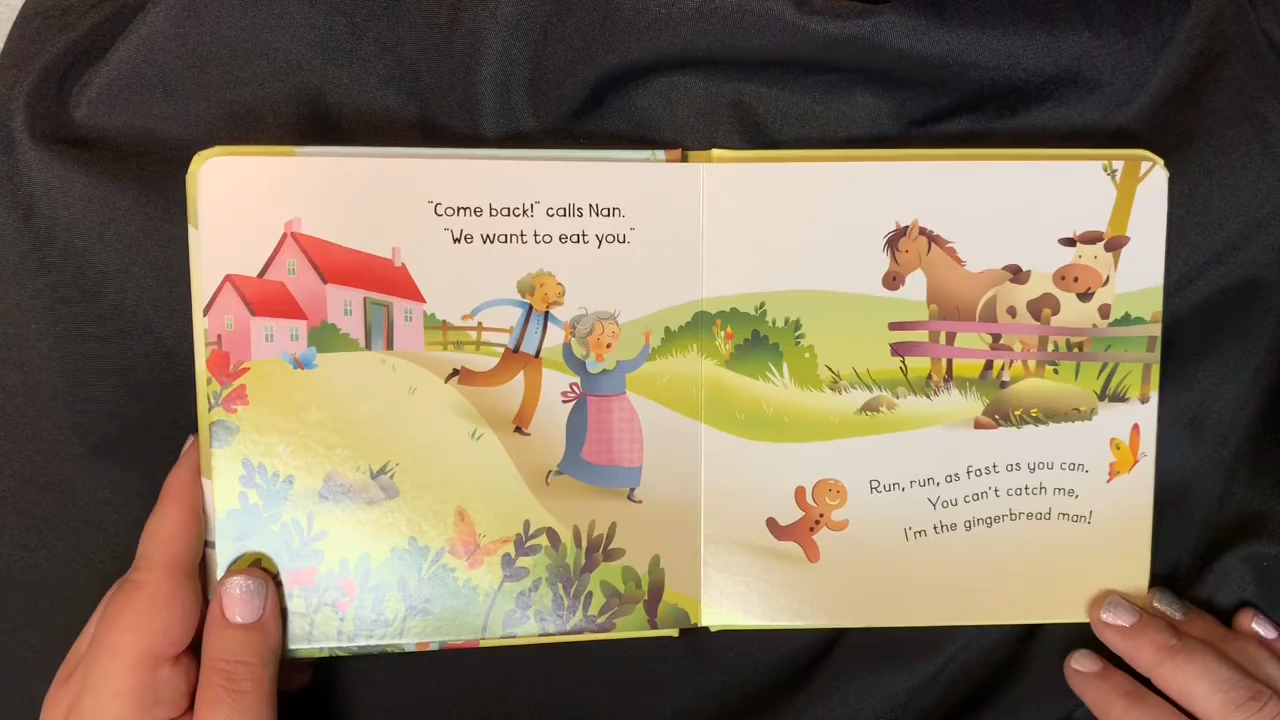 "Come back!" calls Nan.
"We want to eat you."
Run, run, as fast as you can.
You can't catch me,
I'm the gingerbread man!